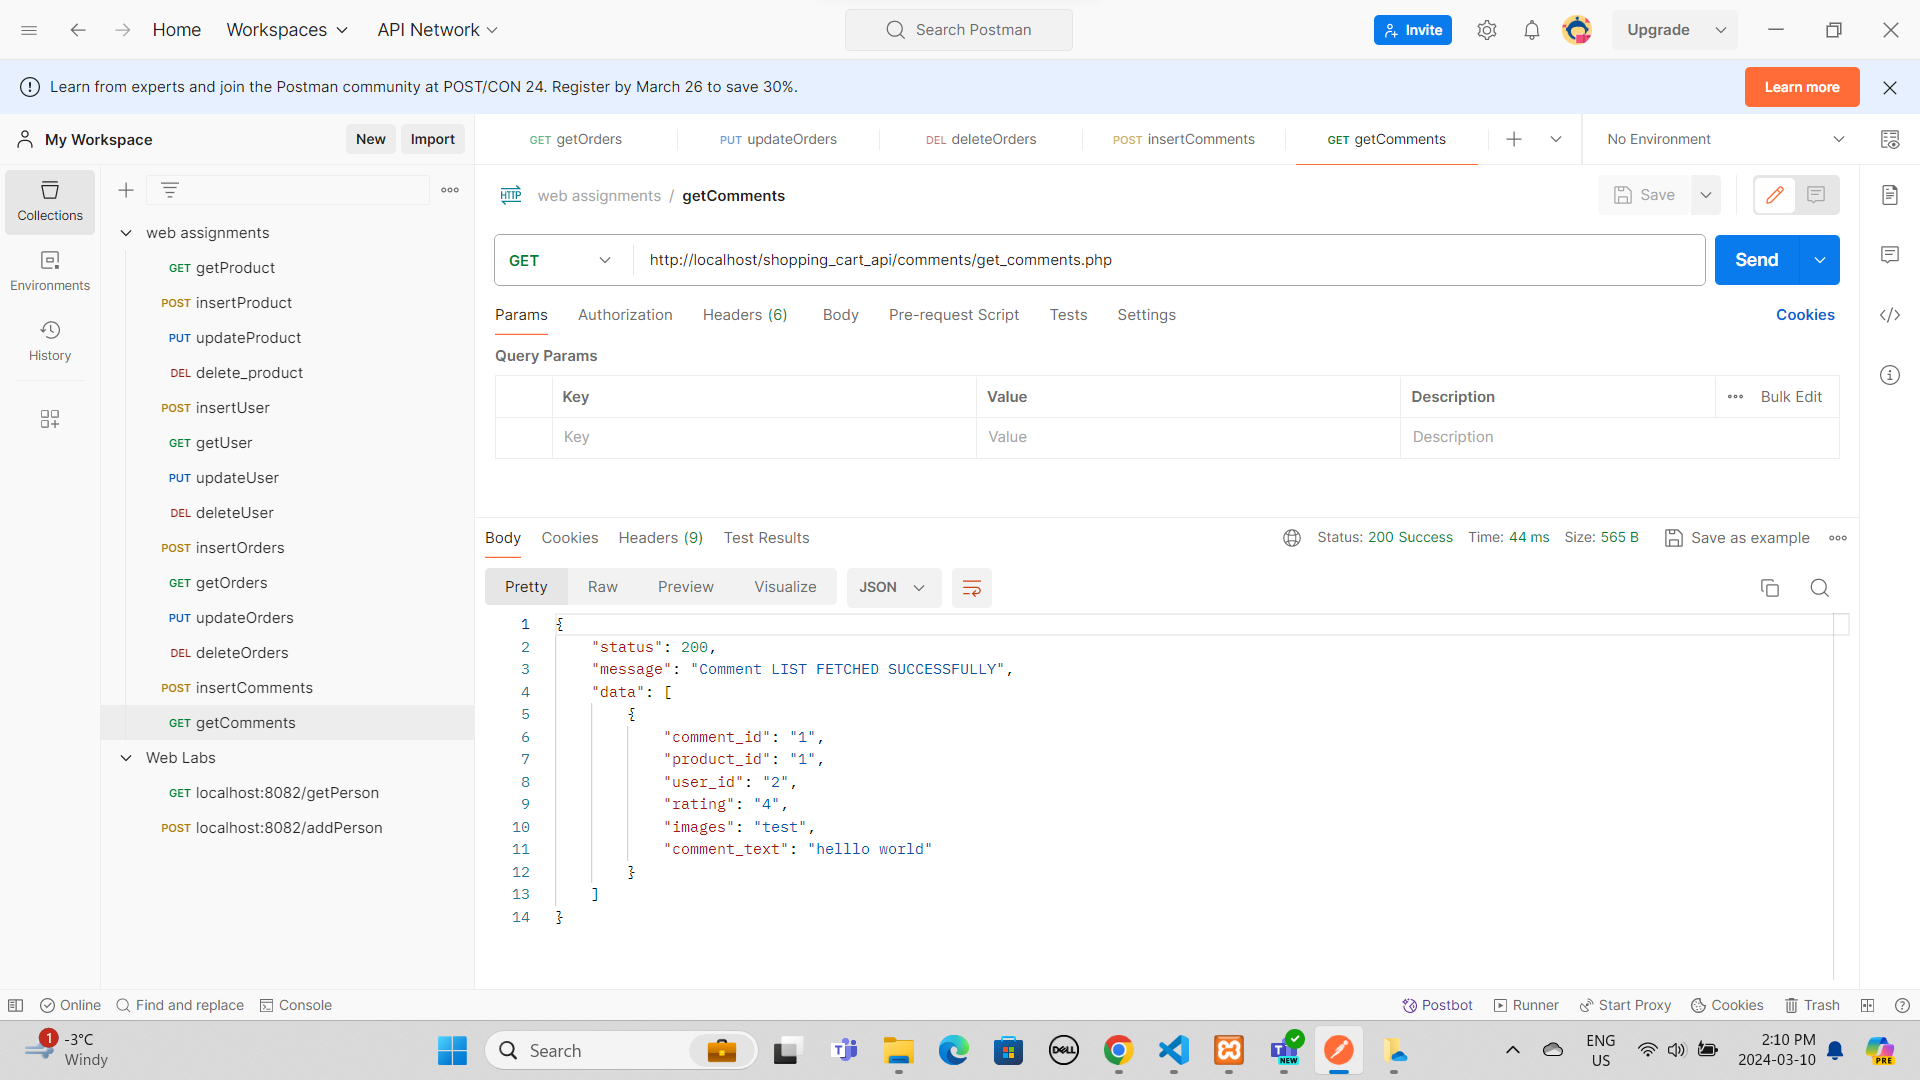 Home Workspaces API Network Search Postman Invite Upgrade
Learn from experts and join the Postman community at POST/CON 24. Register by March 26 to save 30%. Learn more
My Workspace New Import GET getOrders PUT updateOrders DEL deleteOrders POST insertComments GET getComments No Environment
Collections
Environments
History
web assignments
GET getProduct
POST insertProduct
PUT updateProduct
DEL delete_product
POST insertUser
GET getUser
PUT updateUser
DEL deleteUser
POST insertOrders
GET getOrders
PUT updateOrders
DEL deleteOrders
POST insertComments
GET getComments
Web Labs
GET localhost:8082/getPerson
POST localhost:8082/addPerson
HTTP web assignments / getComments Save
GET http://localhost/shopping_cart_api/comments/get_comments.php Send
Params Authorization Headers (6) Body Pre-request Script Tests Settings Cookies
Query Params
Key Value Description Bulk Edit
Key Value Description
Body Cookies Headers (9) Test Results Status: 200 Success Time: 44 ms Size: 565 B Save as example
Pretty Raw Preview Visualize JSON
1 {
2 "status": 200,
3 "message": "Comment LIST FETCHED SUCCESSFULLY",
4 "data": [
5 {
6 "comment_id": "1",
7 "product_id": "1",
8 "user_id": "2",
9 "rating": "4",
10 "images": "test",
11 "comment_text": "helllo world"
12 }
13 ]
14 }
Online Find and replace Console Postbot Runner Start Proxy Cookies Trash
1 -3°C
Windy
Search
DELL
NEW
ENG
US
2:10 PM
2024-03-10
PRE